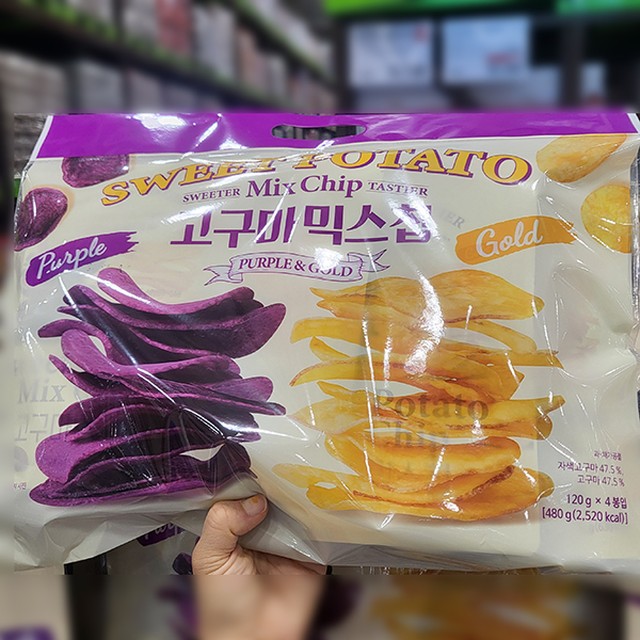 SWEET POTATO
SWEETER Mix Chip TASTIER
고구마믹스칩
Purple
Gold
PURPLE & GOLD
Mix
고구
Potato
Chip
자색고구마 47.5 %
고구마 47.5 %
120 g × 4봉입
[480 g(2,520 kcal)]